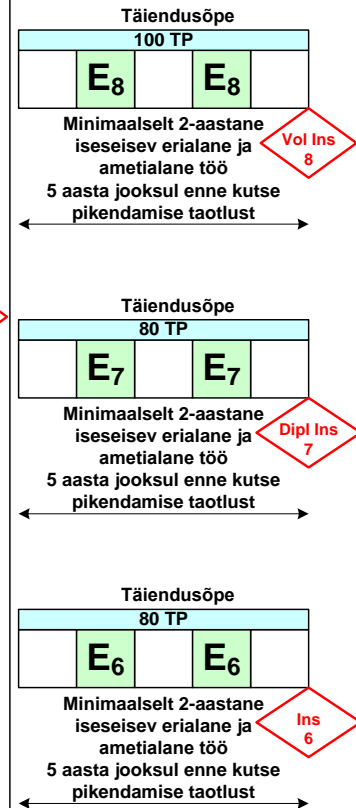 Täiendusõpe
100 TP
E8 E8
Minimaalselt 2-aastane
iseseisev erialane ja
ametialane töö
5 aasta jooksul enne kutse
pikendamise taotlust
Vol Ins
8
Täiendusõpe
80 TP
E7 E7
Minimaalselt 2-aastane
iseseisev erialane ja
ametialane töö
5 aasta jooksul enne kutse
pikendamise taotlust
Dipl Ins
7
Täiendusõpe
80 TP
E6 E6
Minimaalselt 2-aastane
iseseisev erialane ja
ametialane töö
5 aasta jooksul enne kutse
pikendamise taotlust
Ins
6